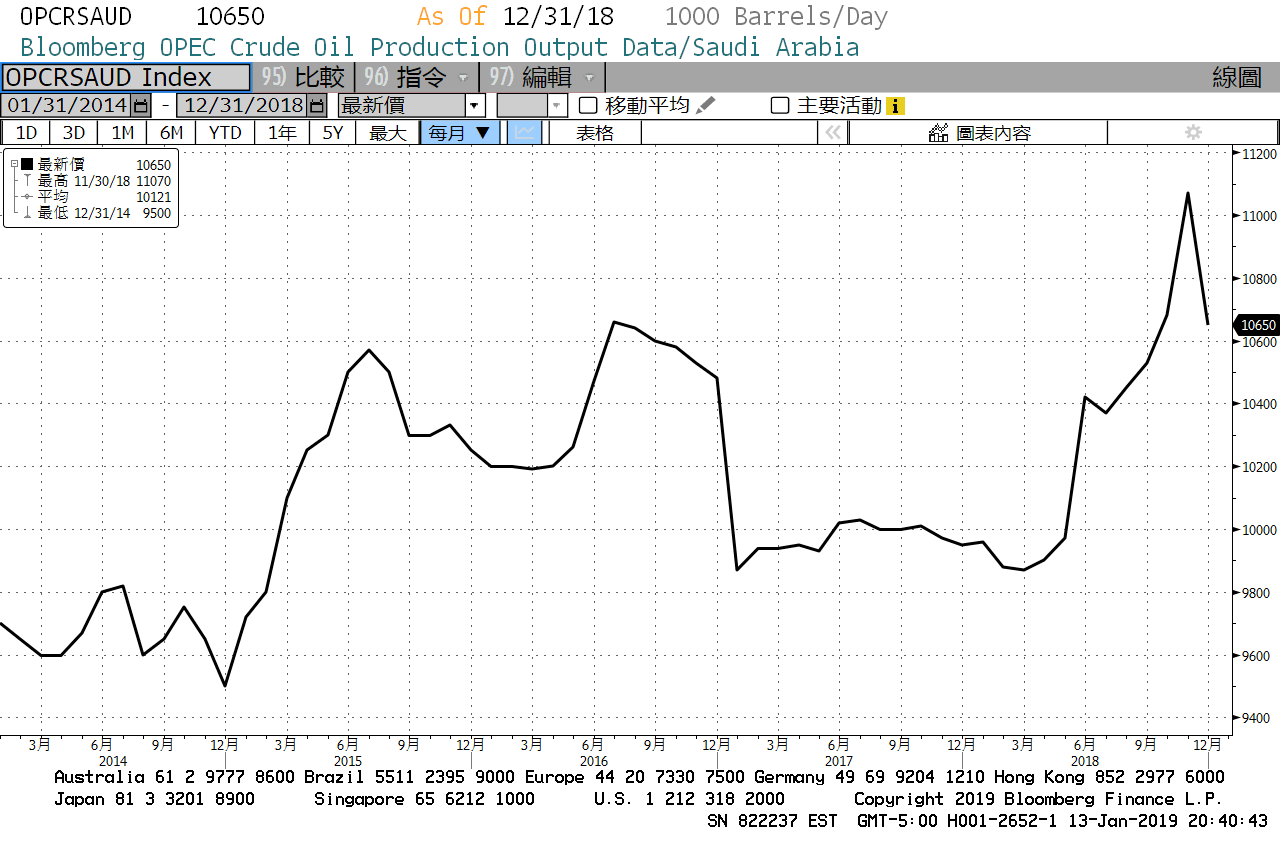 OPCRSAUD 10650 As Of 12/31/18 1000 Barrels/Day
Bloomberg OPEC Crude Oil Production Output Data/Saudi Arabia
OPCRSAUD Index 95) 比較 96) 指令 97) 編輯 線圖
01/31/2014 - 12/31/2018 最新價 移動平均 主要活動 i
1D 3D 1M 6M YTD 1年 5Y 最大 每月 ▼ 表格 « 圖表內容
最新價 10650
最高 11/30/18 11070
平均 10121
最低 12/31/14 9500
11200
11000
10800
10650
10600
10400
10200
10000
9800
9600
9400
3月 6月 9月 12月 3月 6月 9月 12月 3月 6月 9月 12月 3月 6月 9月 12月 3月 6月 9月 12月
2014 2015 2016 2017 2018
Australia 61 2 9777 8600 Brazil 5511 2395 9000 Europe 44 20 7330 7500 Germany 49 69 9204 1210 Hong Kong 852 2977 6000
Japan 81 3 3201 8900 Singapore 65 6212 1000 U.S. 1 212 318 2000 Copyright 2019 Bloomberg Finance L.P.
SN 822237 EST GMT-5:00 H001-2652-1 13-Jan-2019 20:40:43